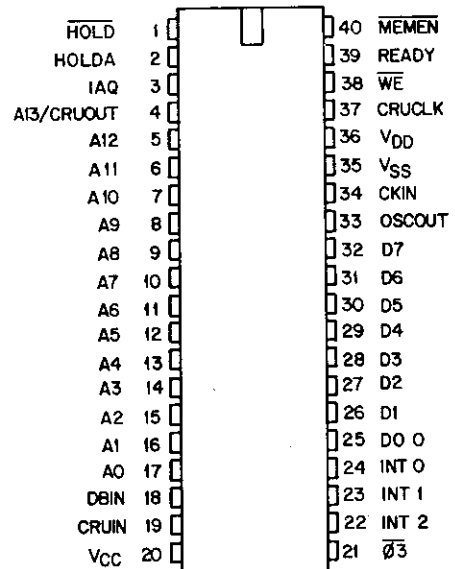 H̅O̅L̅D̅ 1
HOLDA 2
IAQ 3
A13/CRUOUT 4
A12 5
A11 6
A10 7
A9 8
A8 9
A7 10
A6 11
A5 12
A4 13
A3 14
A2 15
A1 16
A0 17
DBIN 18
CRUIN 19
VCC 20
40 M̅E̅M̅E̅N̅
39 READY
38 W̅E̅
37 CRUCLK
36 VDD
35 VSS
34 CKIN
33 OSCOUT
32 D7
31 D6
30 D5
29 D4
28 D3
27 D2
26 D1
25 D0 0
24 INT 0
23 INT 1
22 INT 2
21 Ø̅3̅